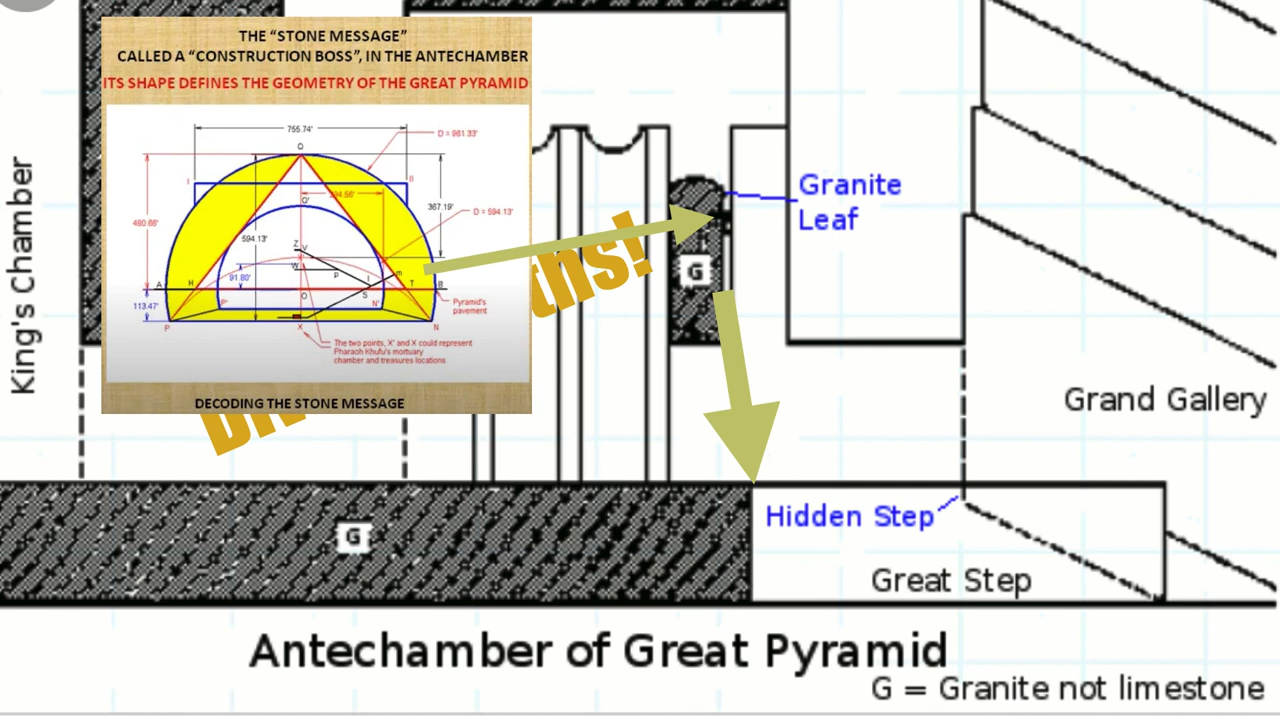 THE “STONE MESSAGE”
CALLED A “CONSTRUCTION BOSS”, IN THE ANTECHAMBER
ITS SHAPE DEFINES THE GEOMETRY OF THE GREAT PYRAMID
755.74'
D = 981.33'
O
I
II
480.66'
O'
367.19'
D = 594.13'
594.13'
Z
V
W
P
91.80'
m
A
H
O
L
S
T
B
113.47'
P'
N'
Pyramid's
pavement
P
X
N
The two points, X' and X could represent
Pharaoh Khufu's mortuary
chamber and treasures locations
DECODING THE STONE MESSAGE
ths!
King's Chamber
Granite
Leaf
G
Grand Gallery
G
Hidden Step
Great Step
Antechamber of Great Pyramid
G = Granite not limestone